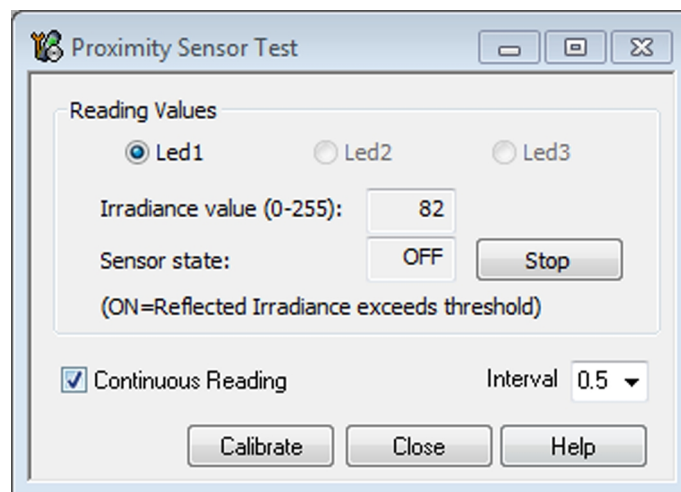 Proximity Sensor Test
Reading Values
Led1 Led2 Led3
Irradiance value (0-255): 82
Sensor state: OFF Stop
(ON=Reflected Irradiance exceeds threshold)
Continuous Reading Interval 0.5
Calibrate Close Help